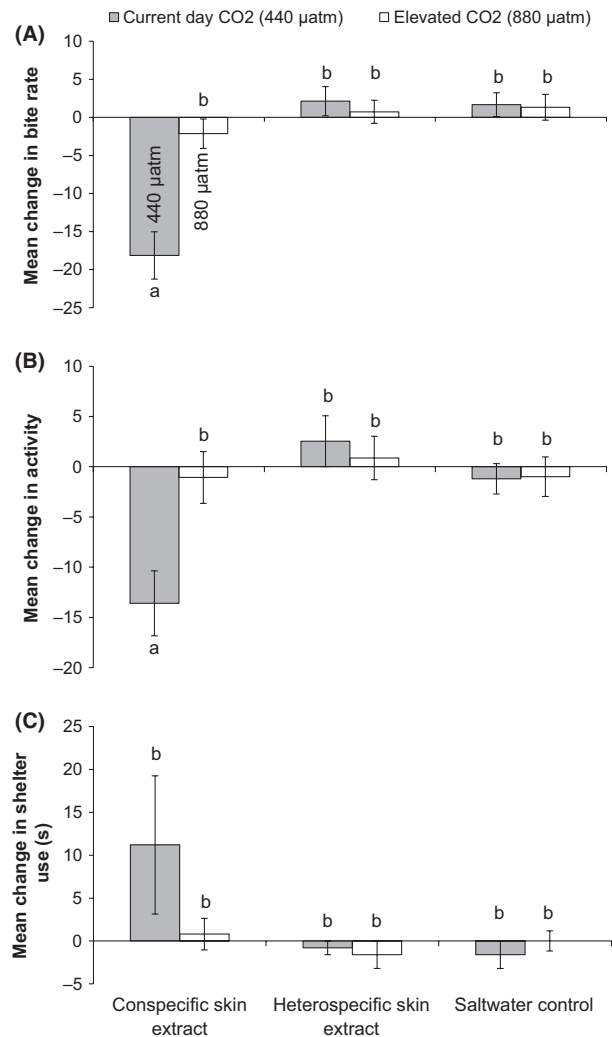 Current day CO2 (440 µatm) Elevated CO2 (880 µatm)
(A)
Mean change in bite rate
10
5
0
–5
–10
–15
–20
–25
440 µatm
880 µatm
a
b
b
b
b
b
(B)
Mean change in activity
10
5
0
–5
–10
–15
–20
a
b
b
b
b
b
(C)
Mean change in shelter
use (s)
25
20
15
10
5
0
–5
b
b
b
b
b
b
Conspecific skin
extract
Heterospecific skin
extract
Saltwater control